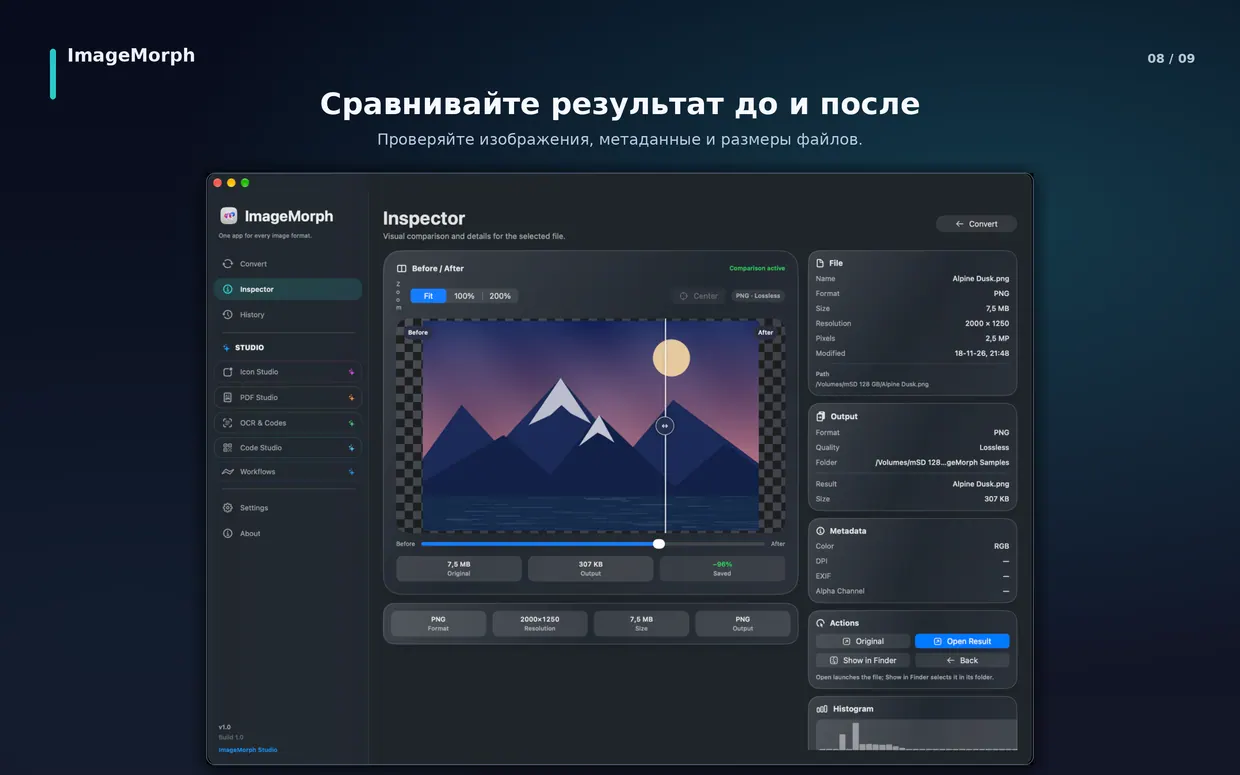 ImageMorph
08 / 09
Сравнивайте результат до и после
Проверяйте изображения, метаданные и размеры файлов.
ImageMorph
One app for every image format.
Convert
Inspector
History
STUDIO
Icon Studio
PDF Studio
OCR & Codes
Code Studio
Workflows
Settings
About
v1.0
Build 1.0
ImageMorph Studio
Inspector
Visual comparison and details for the selected file.
Convert
Before / After
Comparison active
Zoom
Fit 100% 200%
Center
PNG · Lossless
Before
After
Before
After
7,5 MB
Original
307 KB
Output
−96%
Saved
PNG
Format
2000×1250
Resolution
7,5 MB
Size
PNG
Output
File
Name Alpine Dusk.png
Format PNG
Size 7,5 MB
Resolution 2000 × 1250
Pixels 2,5 MP
Modified 18-11-26, 21:48
Path
/Volumes/mSD 128 GB/Alpine Dusk.png
Output
Format PNG
Quality Lossless
Folder /Volumes/mSD 128...geMorph Samples
Result Alpine Dusk.png
Size 307 KB
Metadata
Color RGB
DPI —
EXIF —
Alpha Channel —
Actions
Original
Open Result
Show in Finder
Back
Open launches the file; Show in Finder selects it in its folder.
Histogram